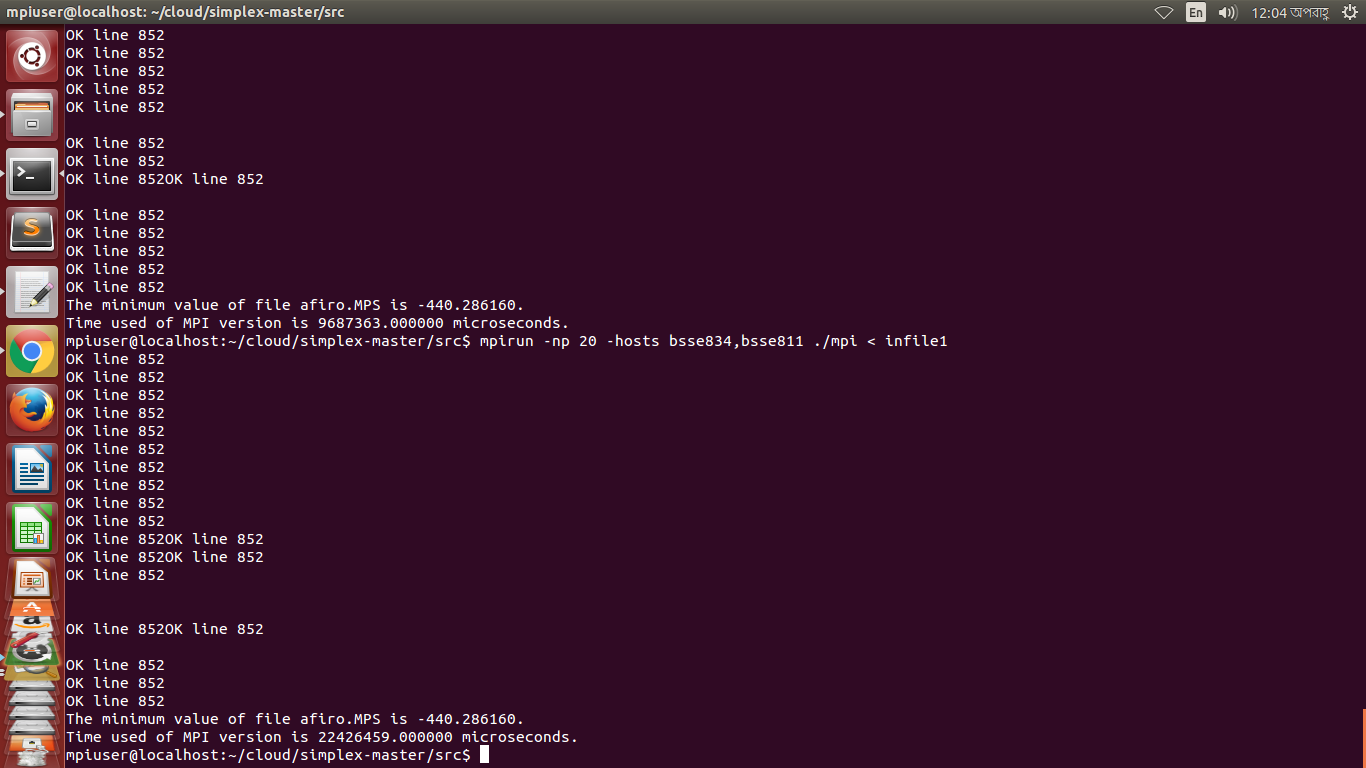 mpiuser@localhost: ~/cloud/simplex-master/src En 12:04 অপরাহ্ণ
OK line 852
OK line 852
OK line 852
OK line 852
OK line 852
OK line 852
OK line 852
OK line 852OK line 852
OK line 852
OK line 852
OK line 852
OK line 852
OK line 852
The minimum value of file afiro.MPS is -440.286160.
Time used of MPI version is 9687363.000000 microseconds.
mpiuser@localhost:~/cloud/simplex-master/src$ mpirun -np 20 -hosts bsse834,bsse811 ./mpi < infile1
OK line 852
OK line 852
OK line 852
OK line 852
OK line 852
OK line 852
OK line 852
OK line 852
OK line 852
OK line 852
OK line 852OK line 852
OK line 852OK line 852
OK line 852
OK line 852OK line 852
OK line 852
OK line 852
OK line 852
The minimum value of file afiro.MPS is -440.286160.
Time used of MPI version is 22426459.000000 microseconds.
mpiuser@localhost:~/cloud/simplex-master/src$